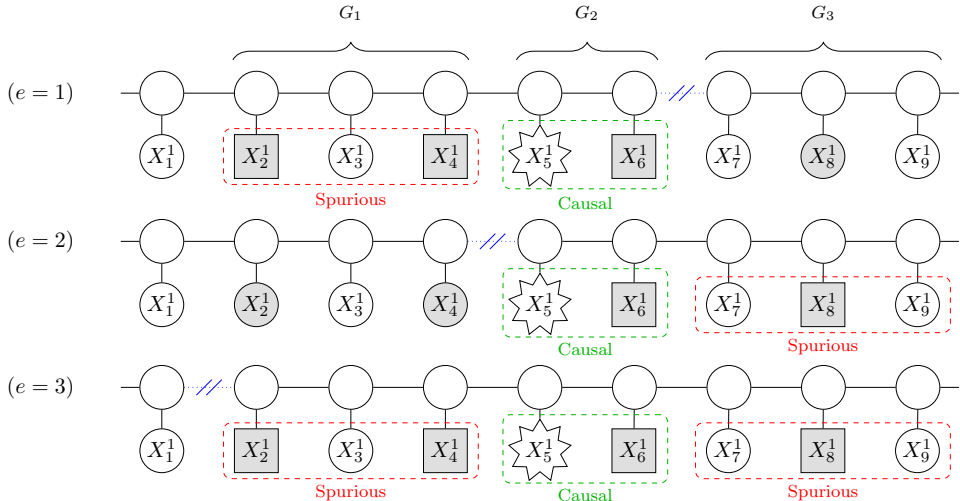 G₁ G₂ G₃
(e = 1)
X₁¹ X₂¹ X₃¹ X₄¹ X₅¹ X₆¹ X₇¹ X₈¹ X₉¹
Spurious Causal
(e = 2)
X₁¹ X₂¹ X₃¹ X₄¹ X₅¹ X₆¹ X₇¹ X₈¹ X₉¹
Causal Spurious
(e = 3)
X₁¹ X₂¹ X₃¹ X₄¹ X₅¹ X₆¹ X₇¹ X₈¹ X₉¹
Spurious Causal Spurious